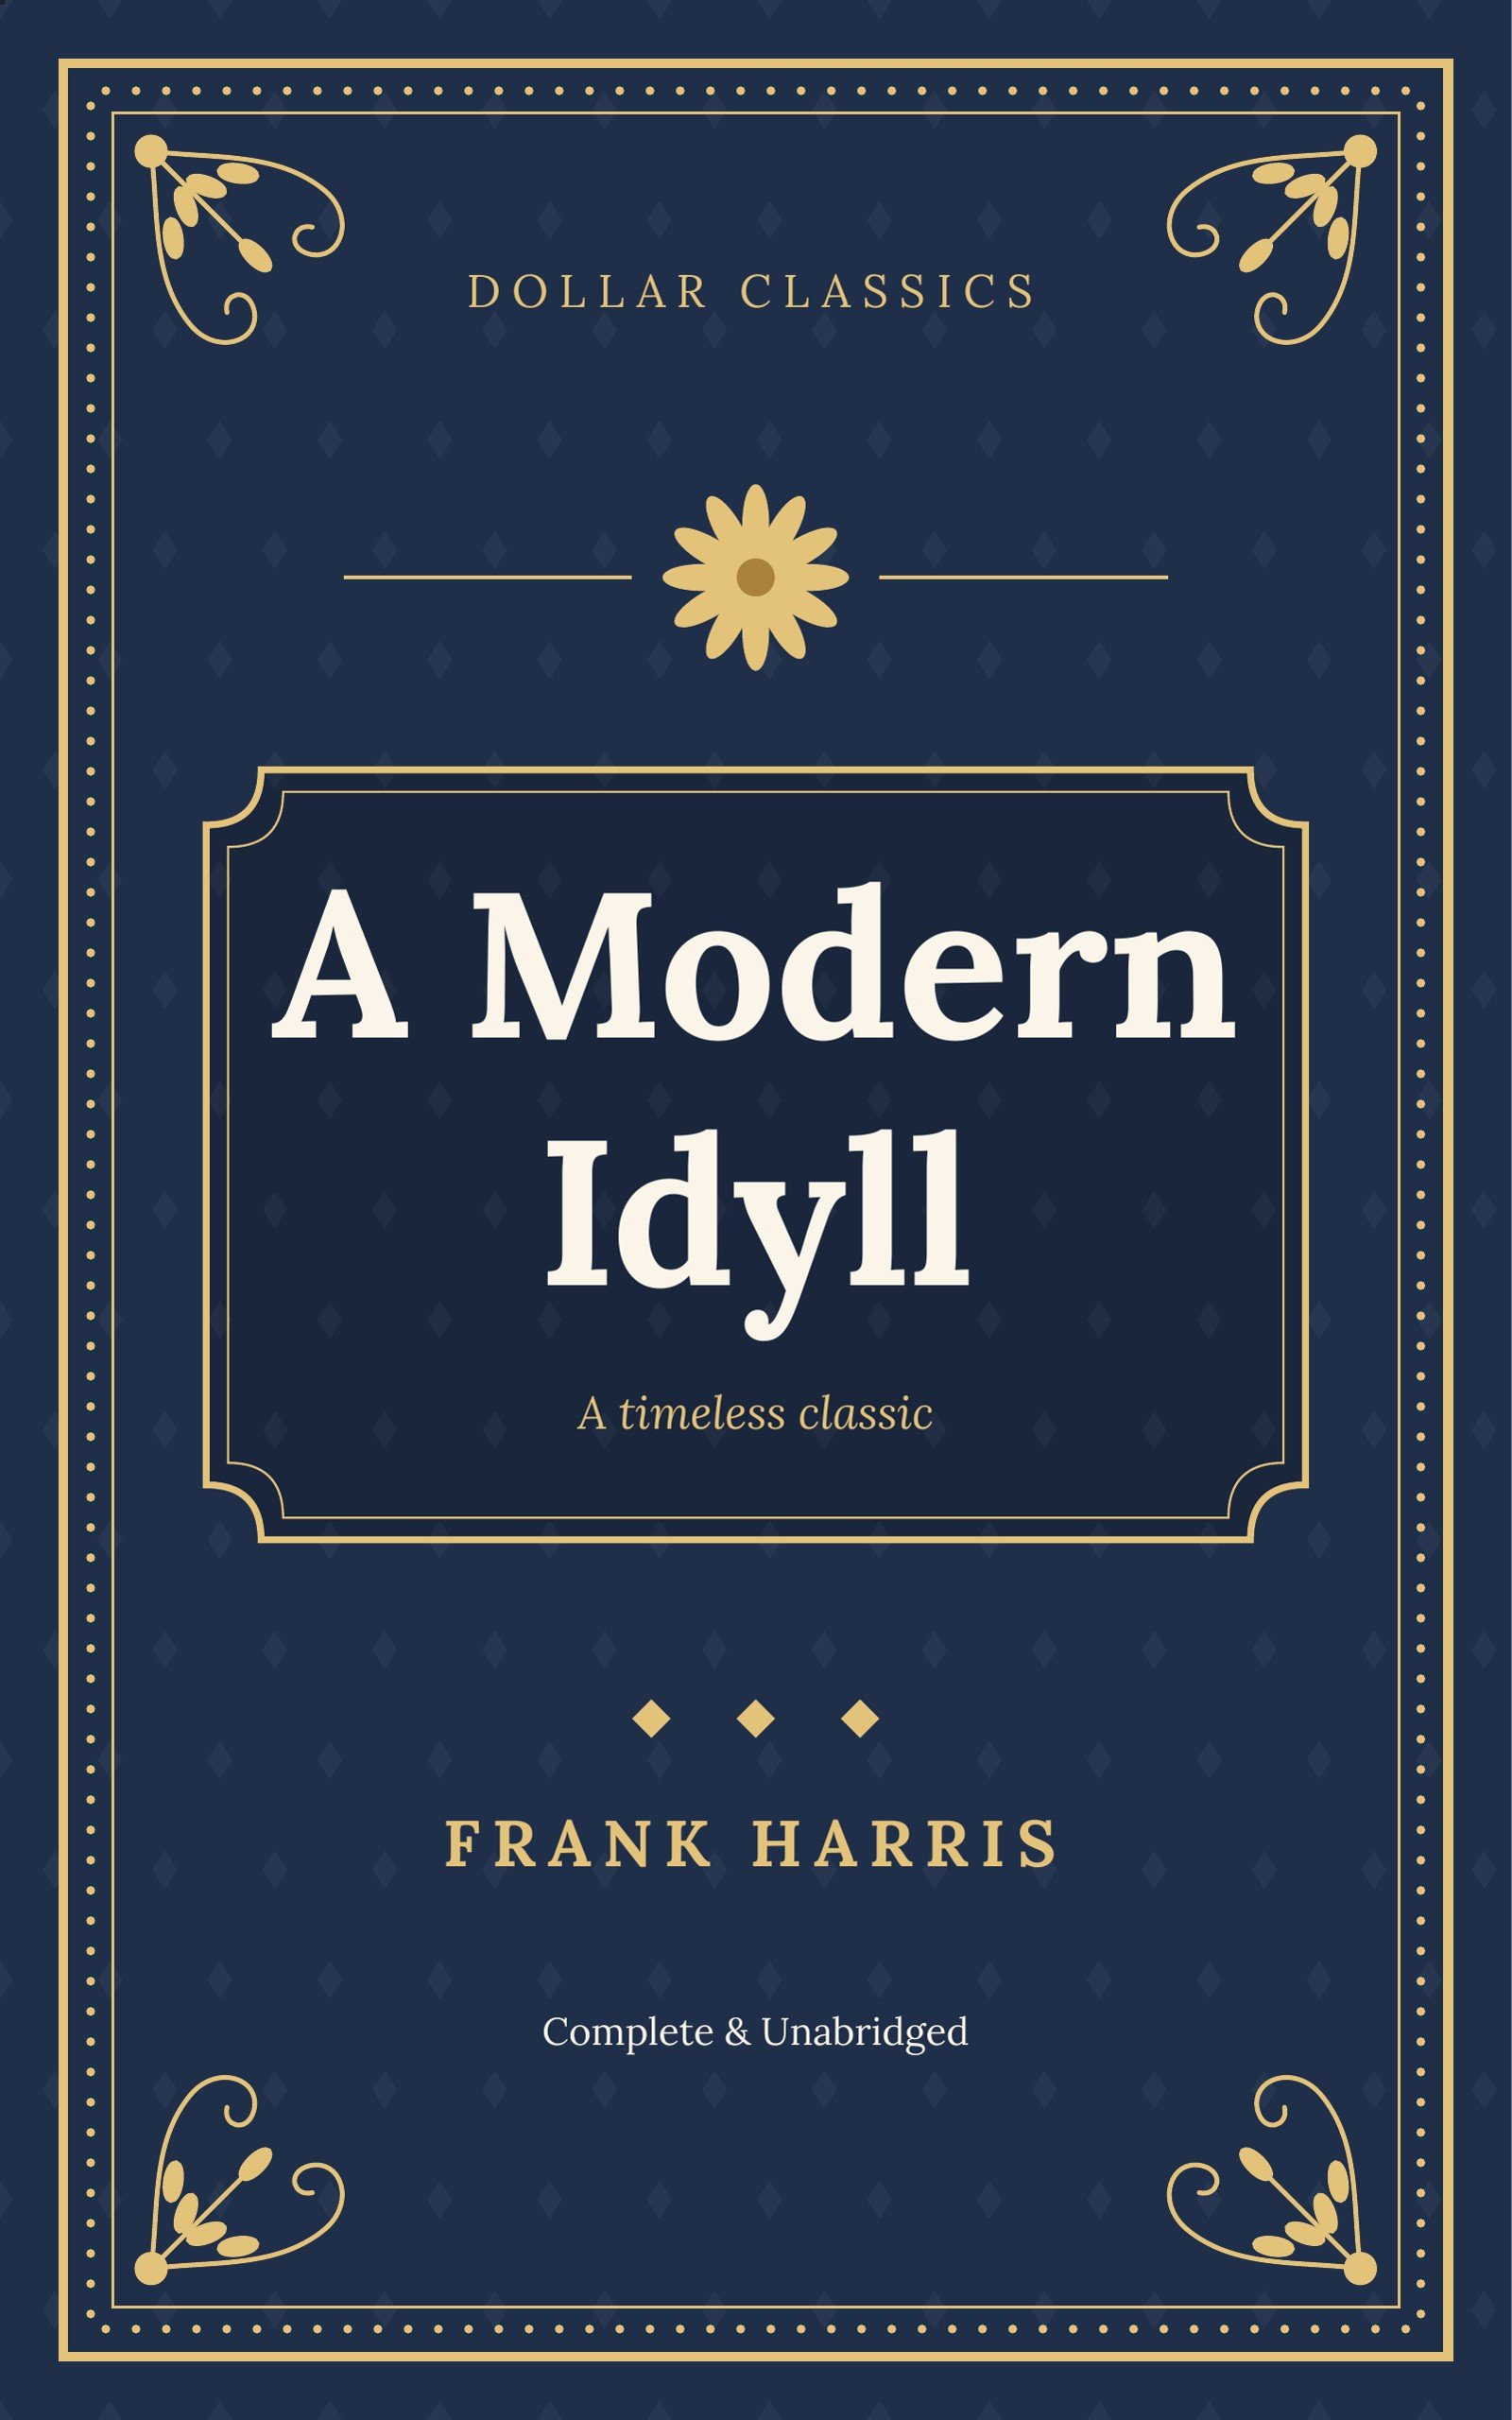 DOLLAR CLASSICS
A Modern
Idyll
A timeless classic
FRANK HARRIS
Complete & Unabridged